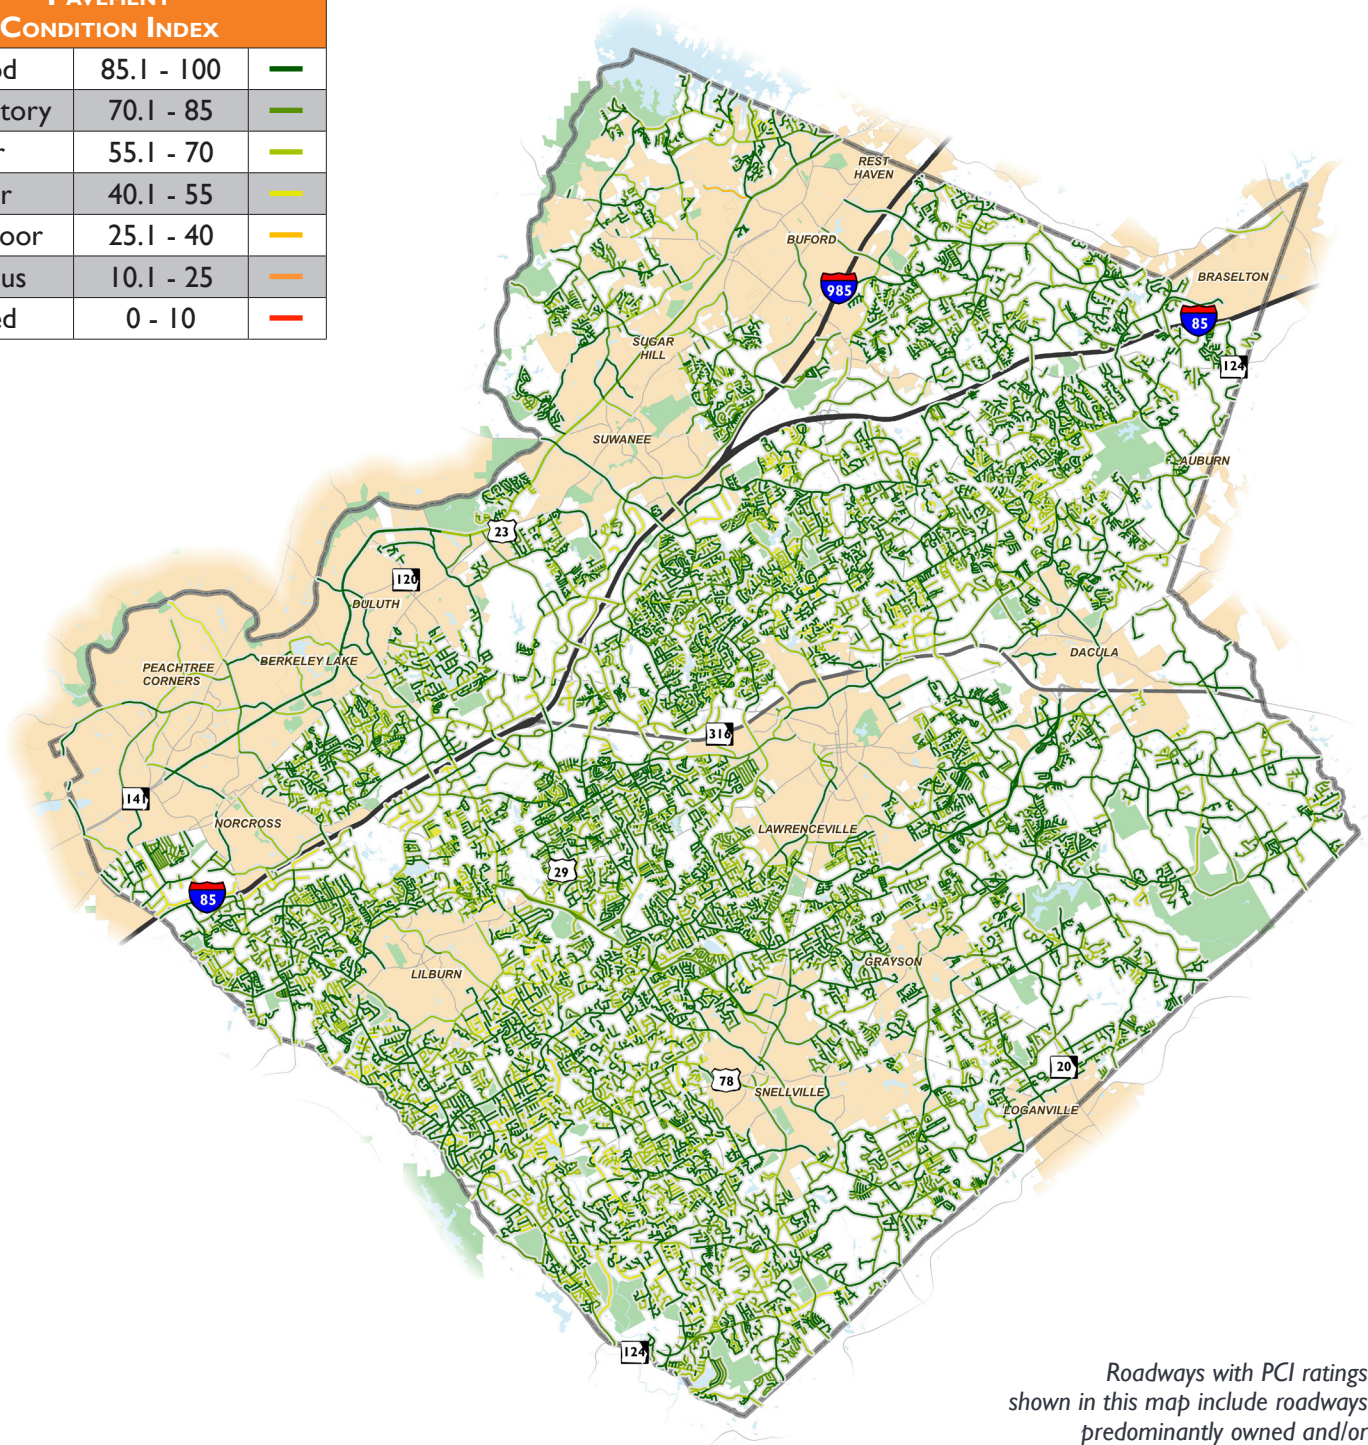 PAVEMENT
CONDITION INDEX
od 85.1 - 100
tory 70.1 - 85
r 55.1 - 70
r 40.1 - 55
oor 25.1 - 40
us 10.1 - 25
ed 0 - 10
REST
HAVEN
BUFORD
985
BRASELTON
85
SUGAR
HILL
124
SUWANEE
AUBURN
23
120
DULUTH
DACULA
BERKELEY LAKE
PEACHTREE
CORNERS
316
141
NORCROSS
LAWRENCEVILLE
29
85
LILBURN
GRAYSON
20
78
SNELLVILLE
LOGANVILLE
124
Roadways with PCI ratings
shown in this map include roadways
predominantly owned and/or